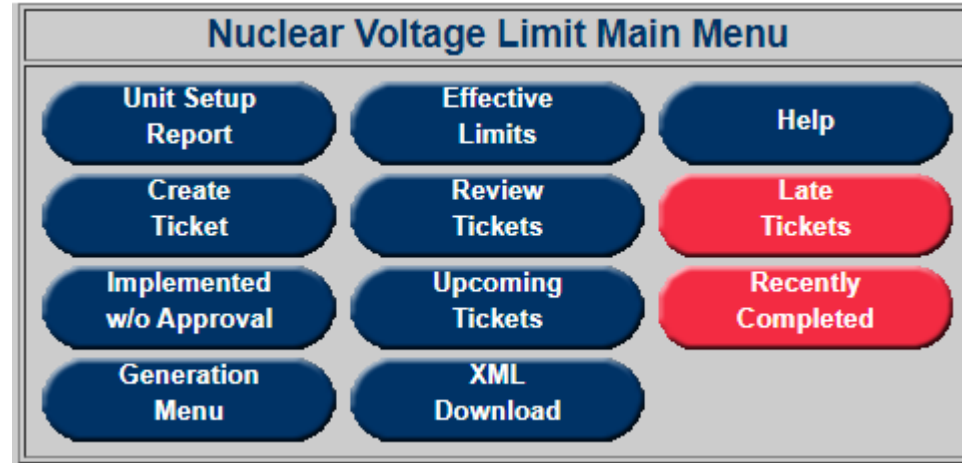 Nuclear Voltage Limit Main Menu
Unit Setup
Report
Effective
Limits
Help
Create
Ticket
Review
Tickets
Late
Tickets
Implemented
w/o Approval
Upcoming
Tickets
Recently
Completed
Generation
Menu
XML
Download